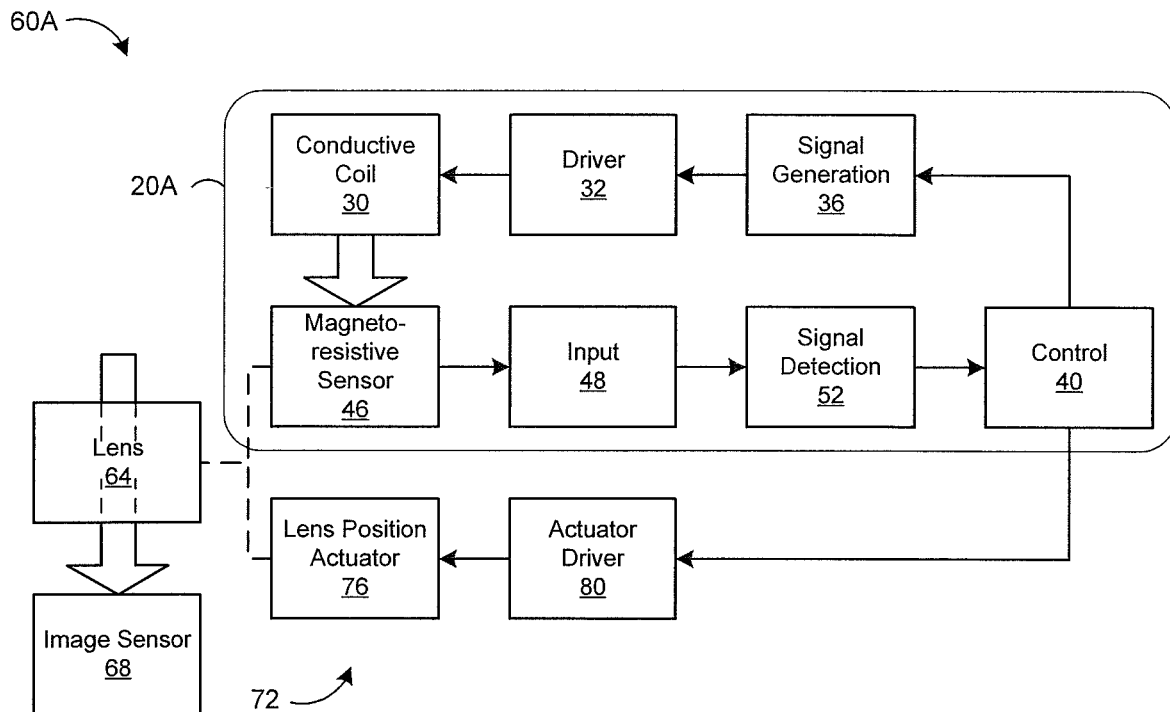 60A
20A
Conductive
Coil
30
Driver
32
Signal
Generation
36
Magneto-
resistive
Sensor
46
Input
48
Signal
Detection
52
Control
40
Lens
64
Lens Position
Actuator
76
Actuator
Driver
80
Image Sensor
68
72